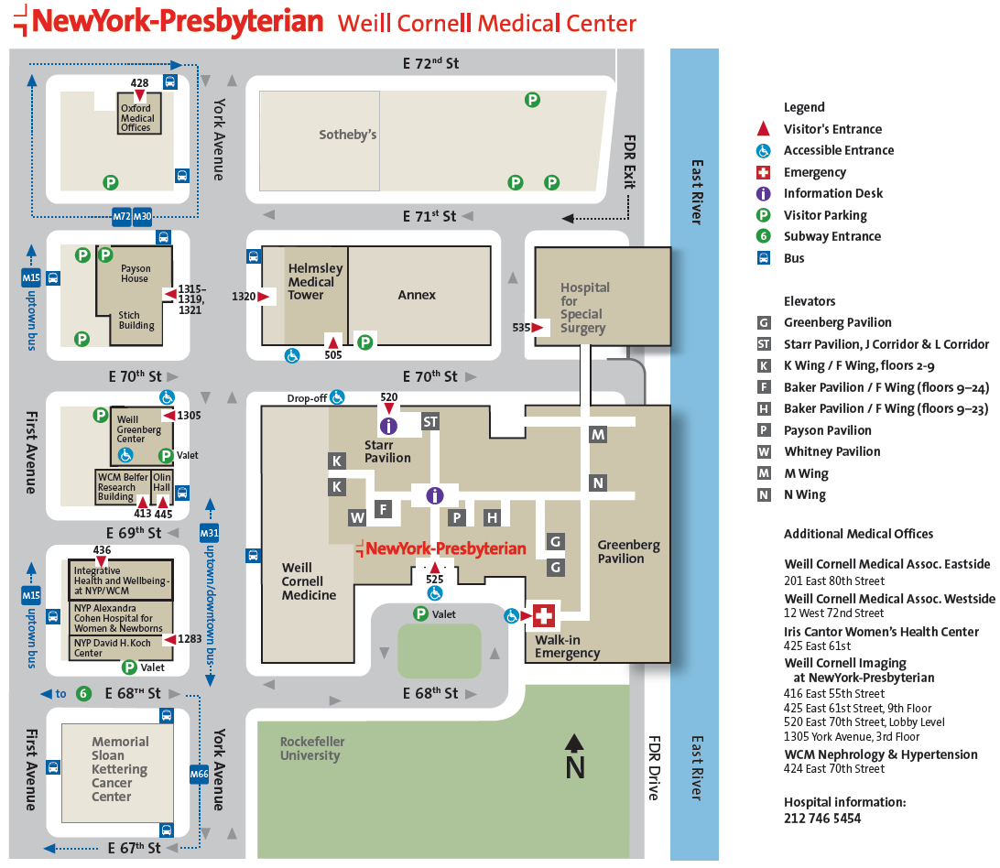 NewYork-Presbyterian Weill Cornell Medical Center
E 72nd St
428
Oxford
Medical
Offices
P
York Avenue
Sotheby's
P
P
P
FDR Exit
East River
M72 M30
E 71st St
M15
uptown bus
P
P
Payson
House
1315–
1319,
1321
Stich
Building
P
1320
Helmsley
Medical
Tower
Annex
505
P
535
Hospital
for
Special
Surgery
E 70th St
E 70th St
First Avenue
P
1305
Weill
Greenberg
Center
P
Valet
WCM Belfer
Research
Building
Olin
Hall
413
445
Drop-off
520
i
ST
Starr
Pavilion
K
K
W
F
i
P
H
M
N
G
G
NewYork-Presbyterian
Greenberg
Pavilion
525
P
Valet
Weill
Cornell
Medicine
Walk-in
Emergency
E 69th St
M31
uptown/downtown bus
436
M15
uptown bus
Integrative
Health and Wellbeing-
at NYP/WCM
NYP Alexandra
Cohen Hospital for
Women & Newborns
NYP David H. Koch
Center
1283
P
Valet
to 6
E 68TH St
E 68th St
First Avenue
Memorial
Sloan
Kettering
Cancer
Center
M66
York Avenue
Rockefeller
University
N
FDR Drive
East River
E 67th St
Legend
Visitor's Entrance
Accessible Entrance
Emergency
i Information Desk
P Visitor Parking
6 Subway Entrance
Bus
Elevators
G Greenberg Pavilion
ST Starr Pavilion, J Corridor & L Corridor
K K Wing / F Wing, floors 2-9
F Baker Pavilion / F Wing (floors 9–24)
H Baker Pavilion / F Wing (floors 9–23)
P Payson Pavilion
W Whitney Pavilion
M M Wing
N N Wing
Additional Medical Offices
Weill Cornell Medical Assoc. Eastside
201 East 80th Street
Weill Cornell Medical Assoc. Westside
12 West 72nd Street
Iris Cantor Women's Health Center
425 East 61st
Weill Cornell Imaging
at NewYork-Presbyterian
416 East 55th Street
425 East 61st Street, 9th Floor
520 East 70th Street, Lobby Level
1305 York Avenue, 3rd Floor
WCM Nephrology & Hypertension
424 East 70th Street
Hospital information:
212 746 5454